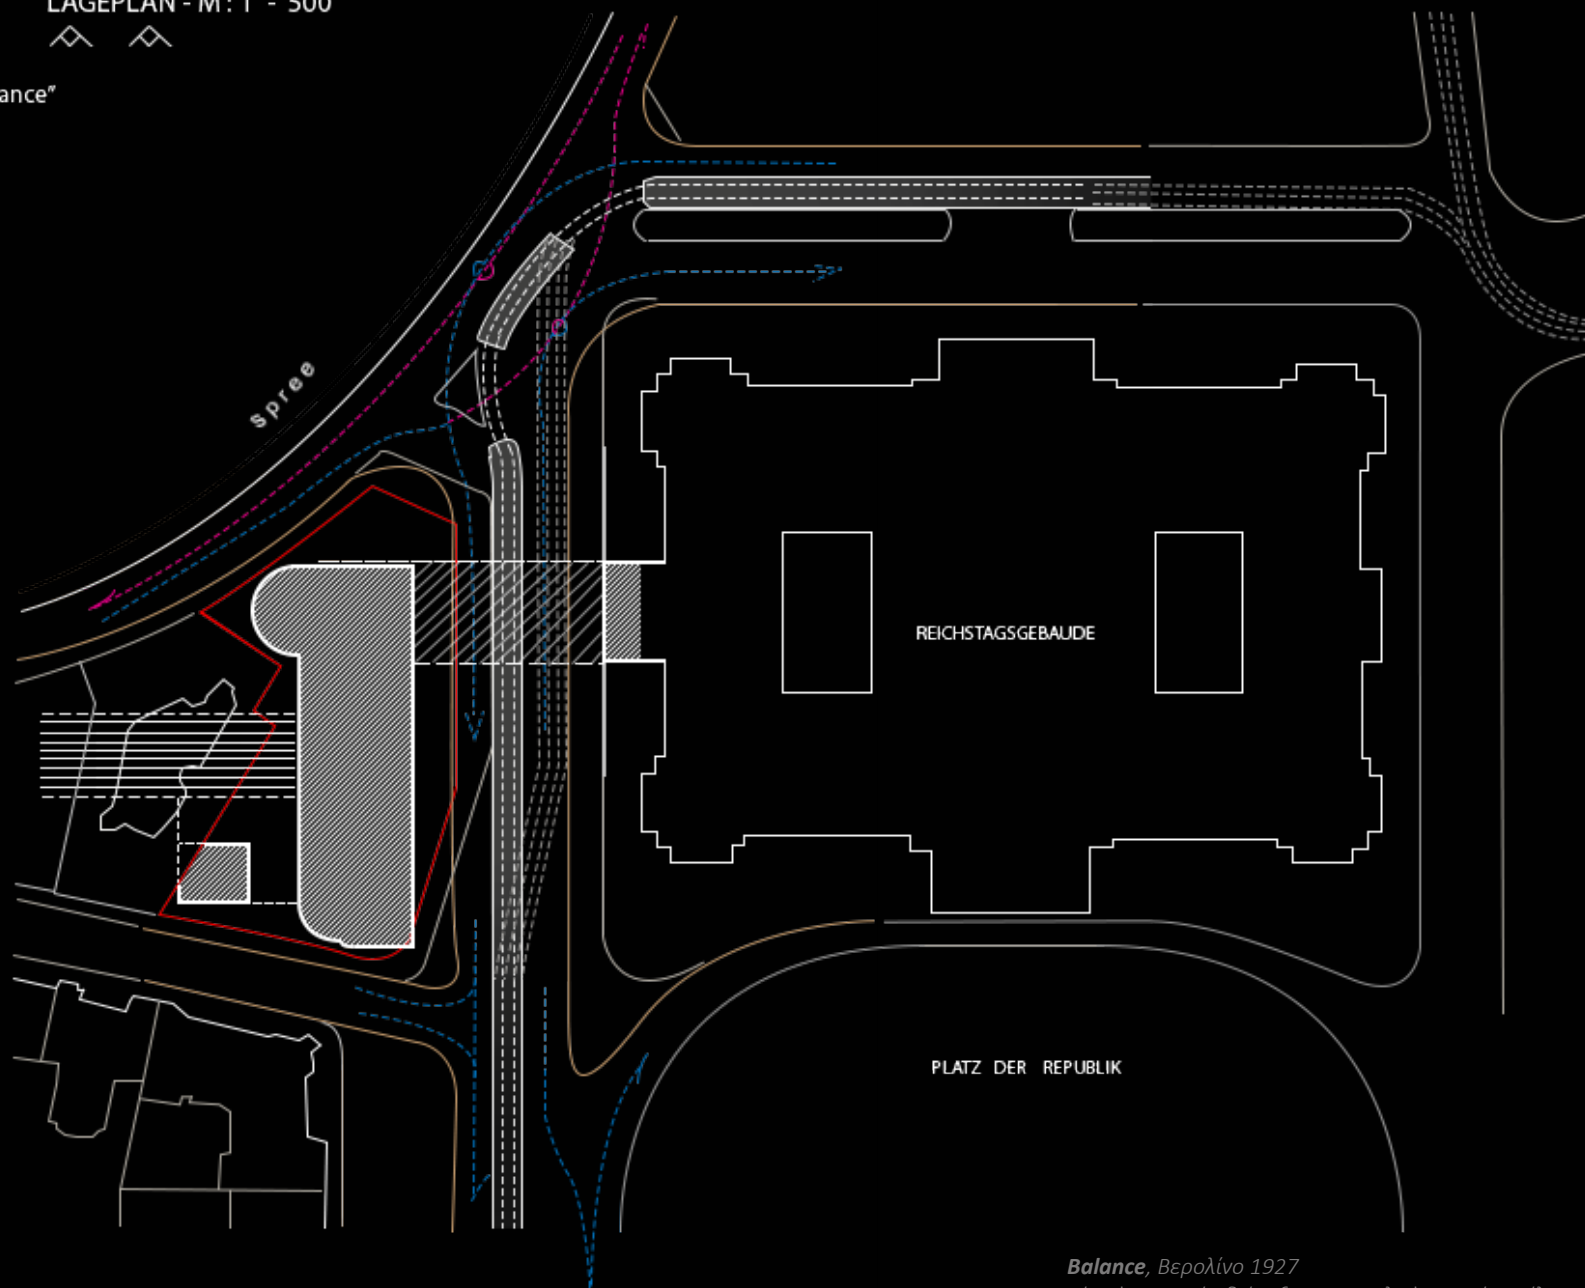 LAGEPLAN - M : 1 - 500
ance"
spree
REICHSTAGSGEBAUDE
PLATZ DER REPUBLIK
Balance, Βερολίνο 1927